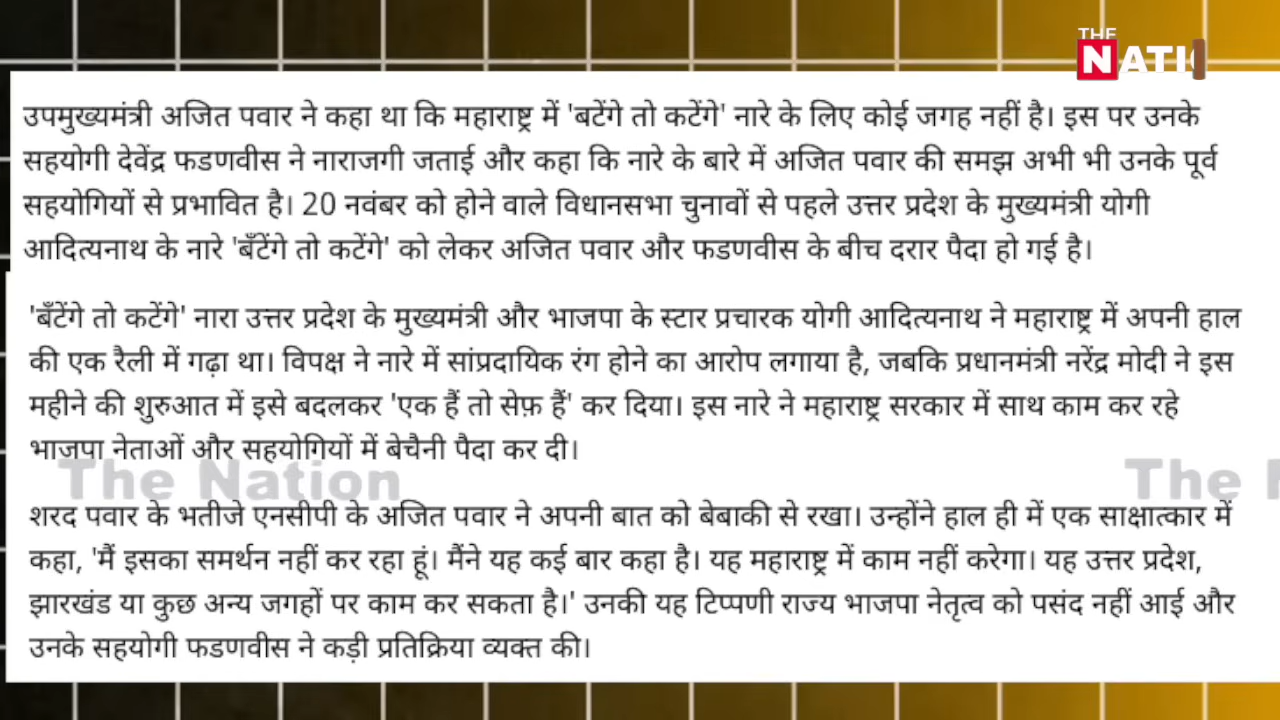 THE
NATI
उपमुख्यमंत्री अजित पवार ने कहा था कि महाराष्ट्र में 'बटेंगे तो कटेंगे' नारे के लिए कोई जगह नहीं है। इस पर उनके
सहयोगी देवेंद्र फडणवीस ने नाराजगी जताई और कहा कि नारे के बारे में अजित पवार की समझ अभी भी उनके पूर्व
सहयोगियों से प्रभावित है। 20 नवंबर को होने वाले विधानसभा चुनावों से पहले उत्तर प्रदेश के मुख्यमंत्री योगी
आदित्यनाथ के नारे 'बँटेंगे तो कटेंगे' को लेकर अजित पवार और फडणवीस के बीच दरार पैदा हो गई है।
'बँटेंगे तो कटेंगे' नारा उत्तर प्रदेश के मुख्यमंत्री और भाजपा के स्टार प्रचारक योगी आदित्यनाथ ने महाराष्ट्र में अपनी हाल
की एक रैली में गढ़ा था। विपक्ष ने नारे में सांप्रदायिक रंग होने का आरोप लगाया है, जबकि प्रधानमंत्री नरेंद्र मोदी ने इस
महीने की शुरुआत में इसे बदलकर 'एक हैं तो सेफ़ हैं' कर दिया। इस नारे ने महाराष्ट्र सरकार में साथ काम कर रहे
भाजपा नेताओं और सहयोगियों में बेचैनी पैदा कर दी।
The Nation
The N
शरद पवार के भतीजे एनसीपी के अजित पवार ने अपनी बात को बेबाकी से रखा। उन्होंने हाल ही में एक साक्षात्कार में
कहा, 'मैं इसका समर्थन नहीं कर रहा हूं। मैंने यह कई बार कहा है। यह महाराष्ट्र में काम नहीं करेगा। यह उत्तर प्रदेश,
झारखंड या कुछ अन्य जगहों पर काम कर सकता है।' उनकी यह टिप्पणी राज्य भाजपा नेतृत्व को पसंद नहीं आई और
उनके सहयोगी फडणवीस ने कड़ी प्रतिक्रिया व्यक्त की।